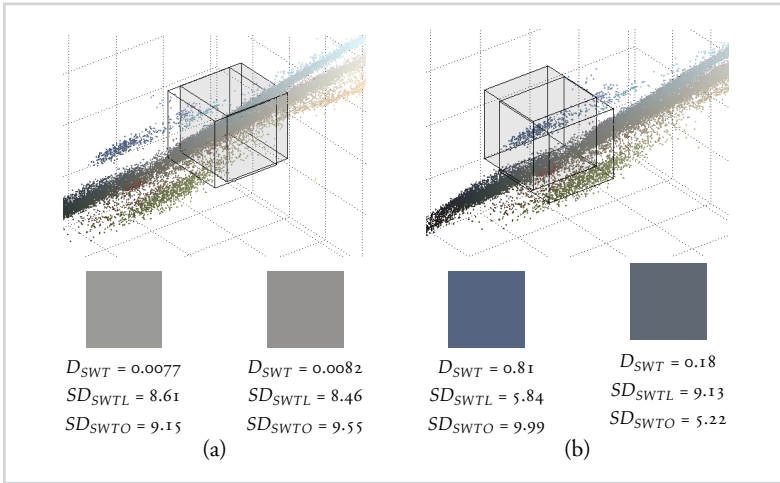 D_SWT = 0.0077
SD_SWTL = 8.61
SD_SWTO = 9.15
D_SWT = 0.0082
SD_SWTL = 8.46
SD_SWTO = 9.55
(a)
D_SWT = 0.81
SD_SWTL = 5.84
SD_SWTO = 9.99
D_SWT = 0.18
SD_SWTL = 9.13
SD_SWTO = 5.22
(b)